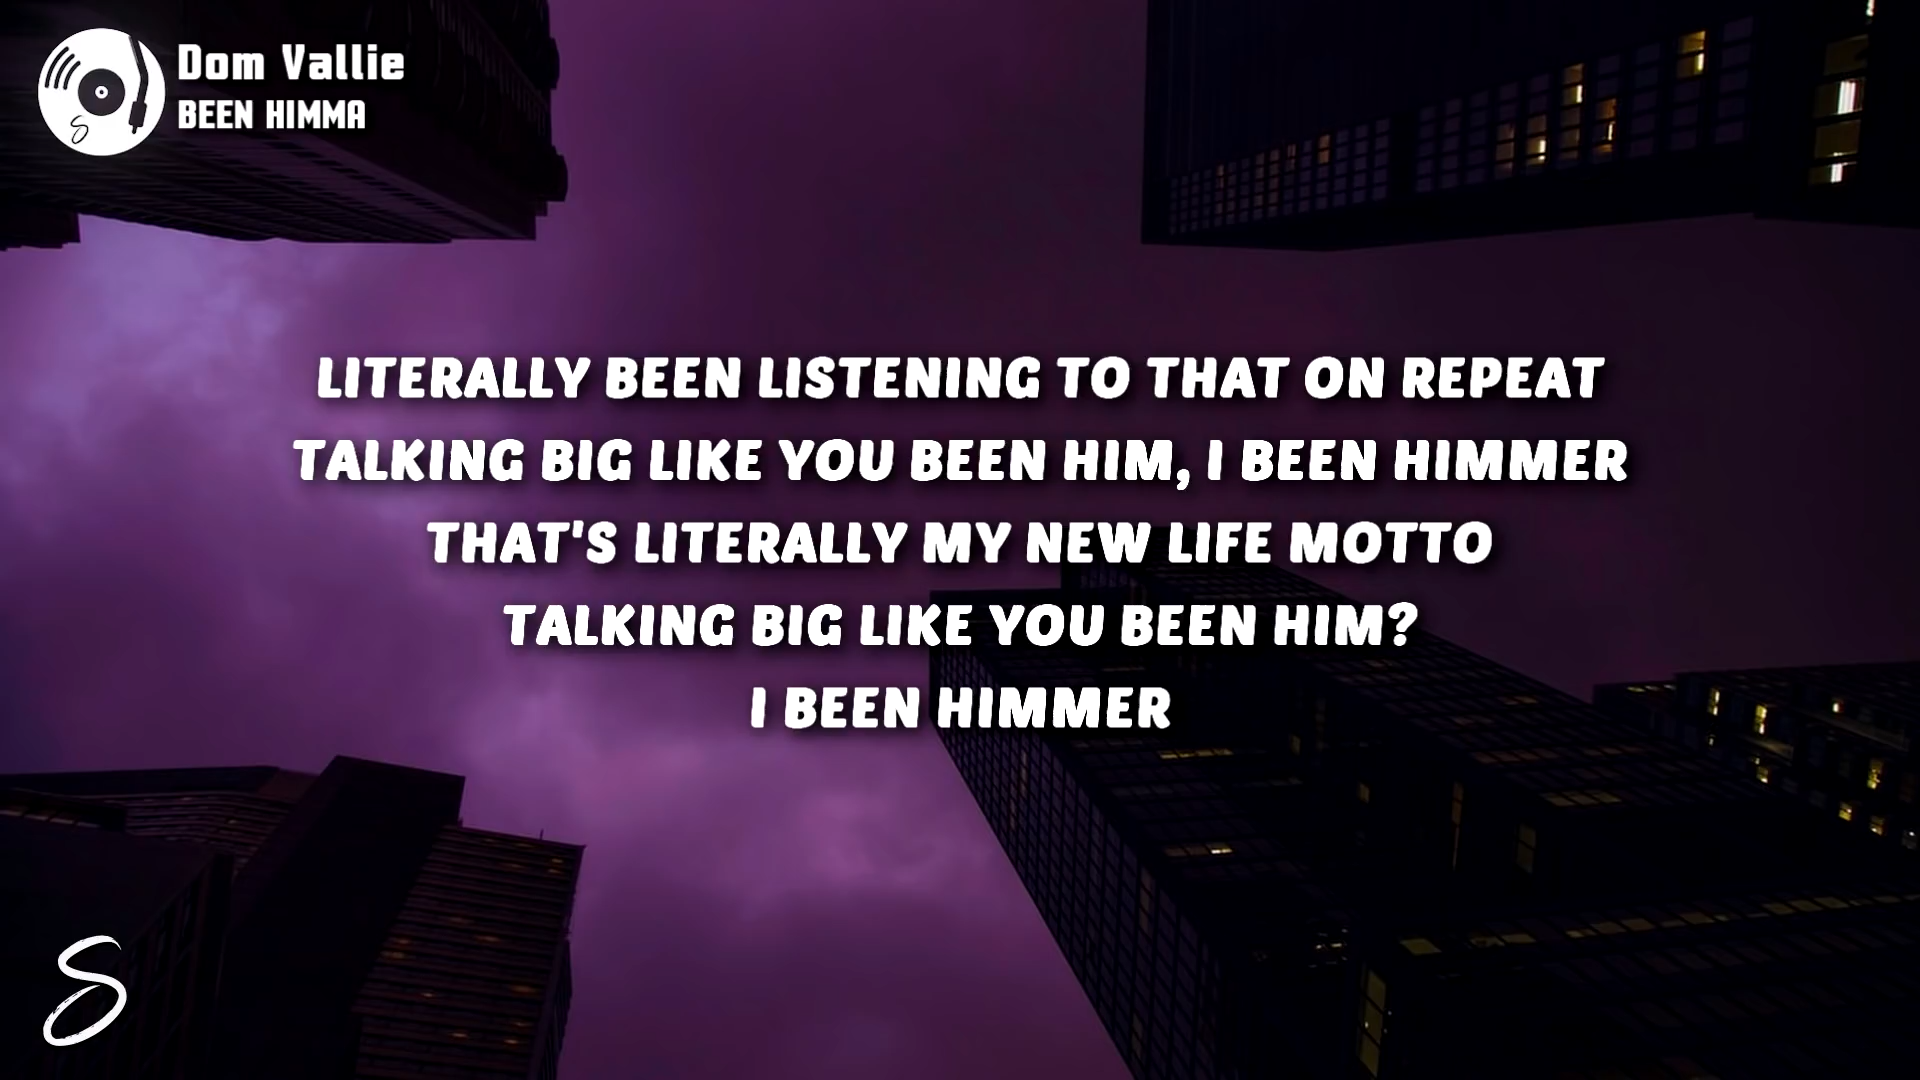 Dom Vallie
BEEN HIMMA
LITERALLY BEEN LISTENING TO THAT ON REPEAT
TALKING BIG LIKE YOU BEEN HIM, I BEEN HIMMER
THAT'S LITERALLY MY NEW LIFE MOTTO
TALKING BIG LIKE YOU BEEN HIM?
I BEEN HIMMER
S